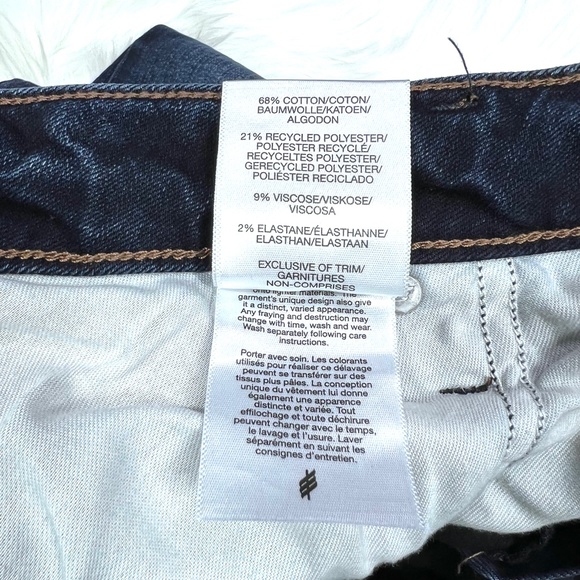 68% COTTON/COTON/
BAUMWOLLE/KATOEN/
ALGODON
21% RECYCLED POLYESTER/
POLYESTER RECYCLÉ/
RECYCELTES POLYESTER/
GERECYCLED POLYESTER/
POLIÉSTER RECICLADO
9% VISCOSE/VISKOSE/
VISCOSA
2% ELASTANE/ÉLASTHANNE/
ELASTHAN/ELASTAAN
EXCLUSIVE OF TRIM/
GARNITURES
NON-COMPRISES
onto lighter materials. The
garment's unique design also give
it a distinct, varied appearance.
Any fraying and destruction may
change with time, wash and wear.
Wash separately following care
instructions.
Porter avec soin. Les colorants
utilisés pour réaliser ce délavage
peuvent se transférer sur des
tissus plus pâles. La conception
unique du vêtement lui donne
également une apparence
distincte et variée. Tout
effilochage et toute déchirure
peuvent changer avec le temps,
le lavage et l'usure. Laver
séparément en suivant les
consignes d'entretien.